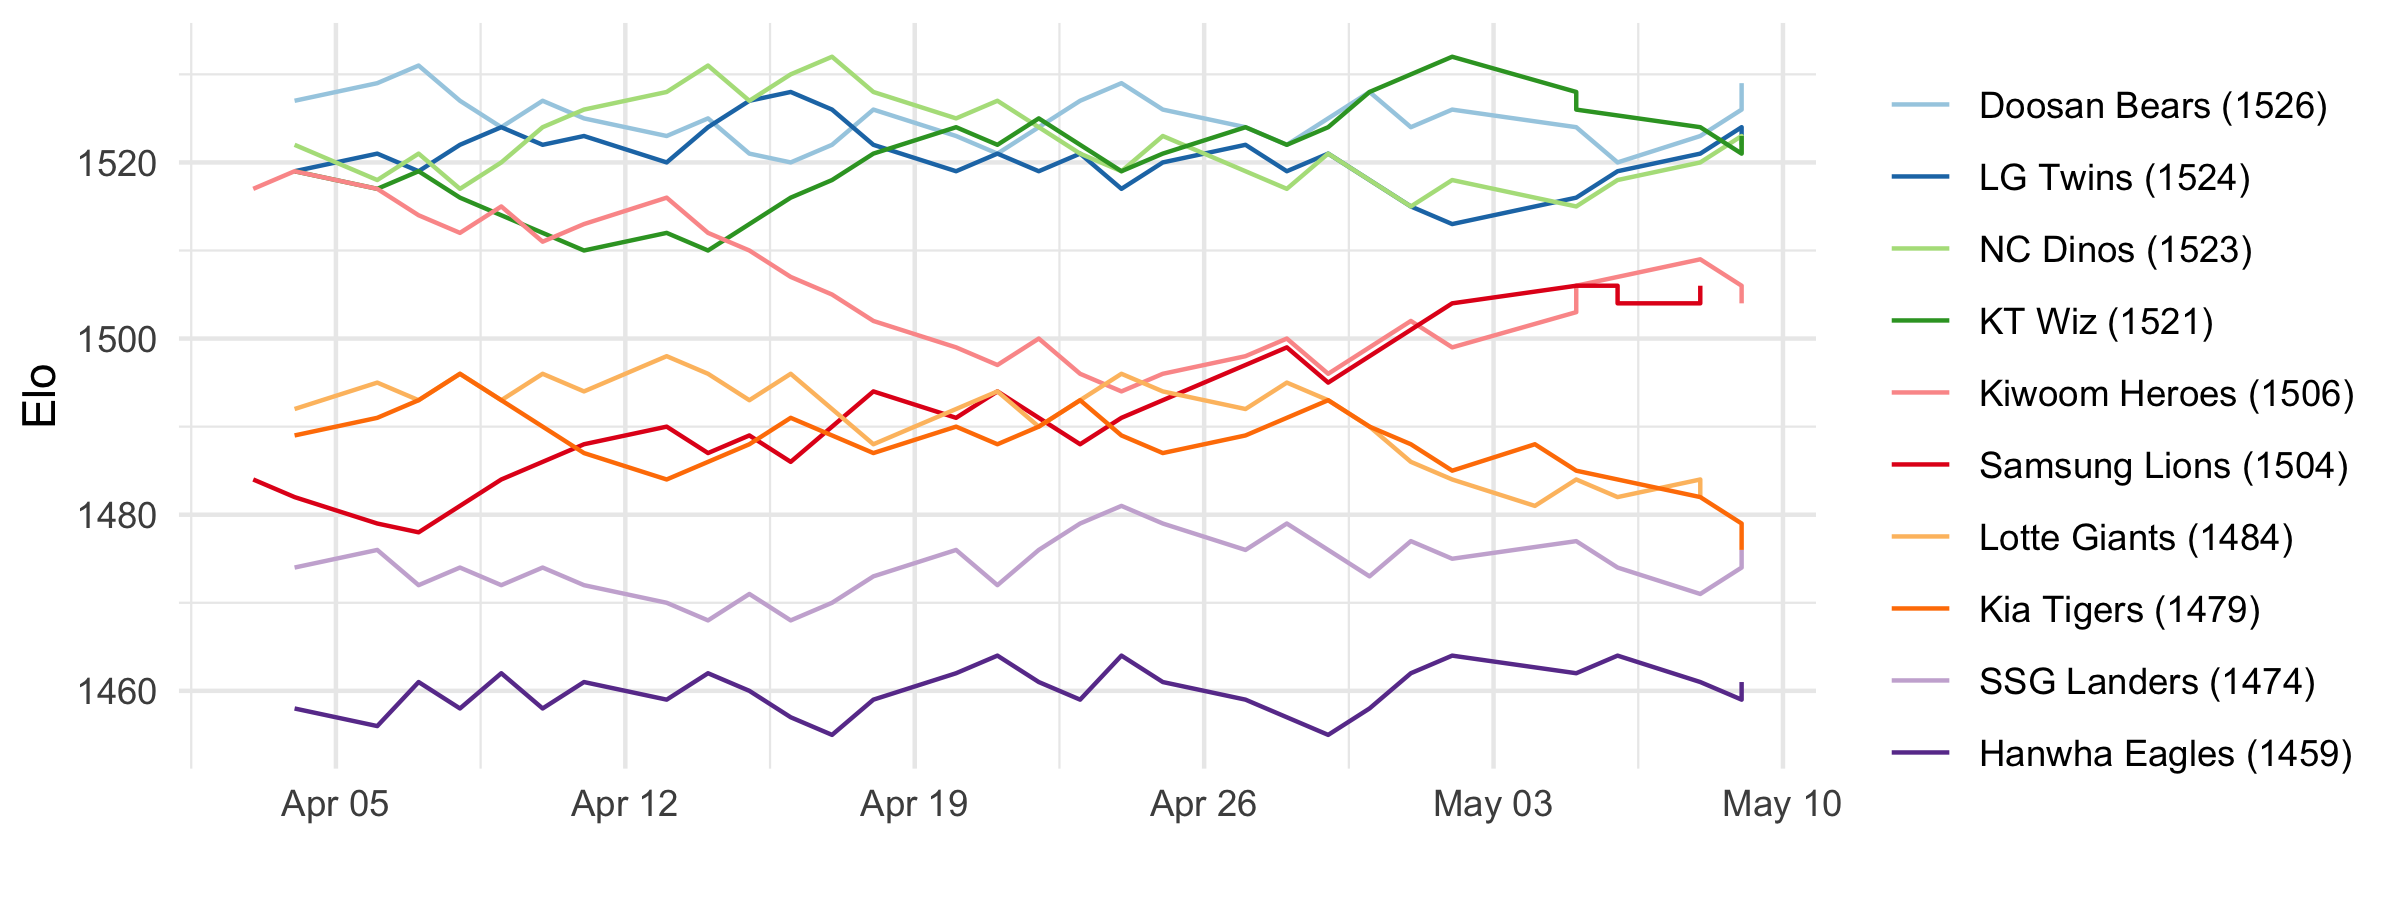 Elo
1520
1500
1480
1460
Apr 05
Apr 12
Apr 19
Apr 26
May 03
May 10
Doosan Bears (1526)
LG Twins (1524)
NC Dinos (1523)
KT Wiz (1521)
Kiwoom Heroes (1506)
Samsung Lions (1504)
Lotte Giants (1484)
Kia Tigers (1479)
SSG Landers (1474)
Hanwha Eagles (1459)